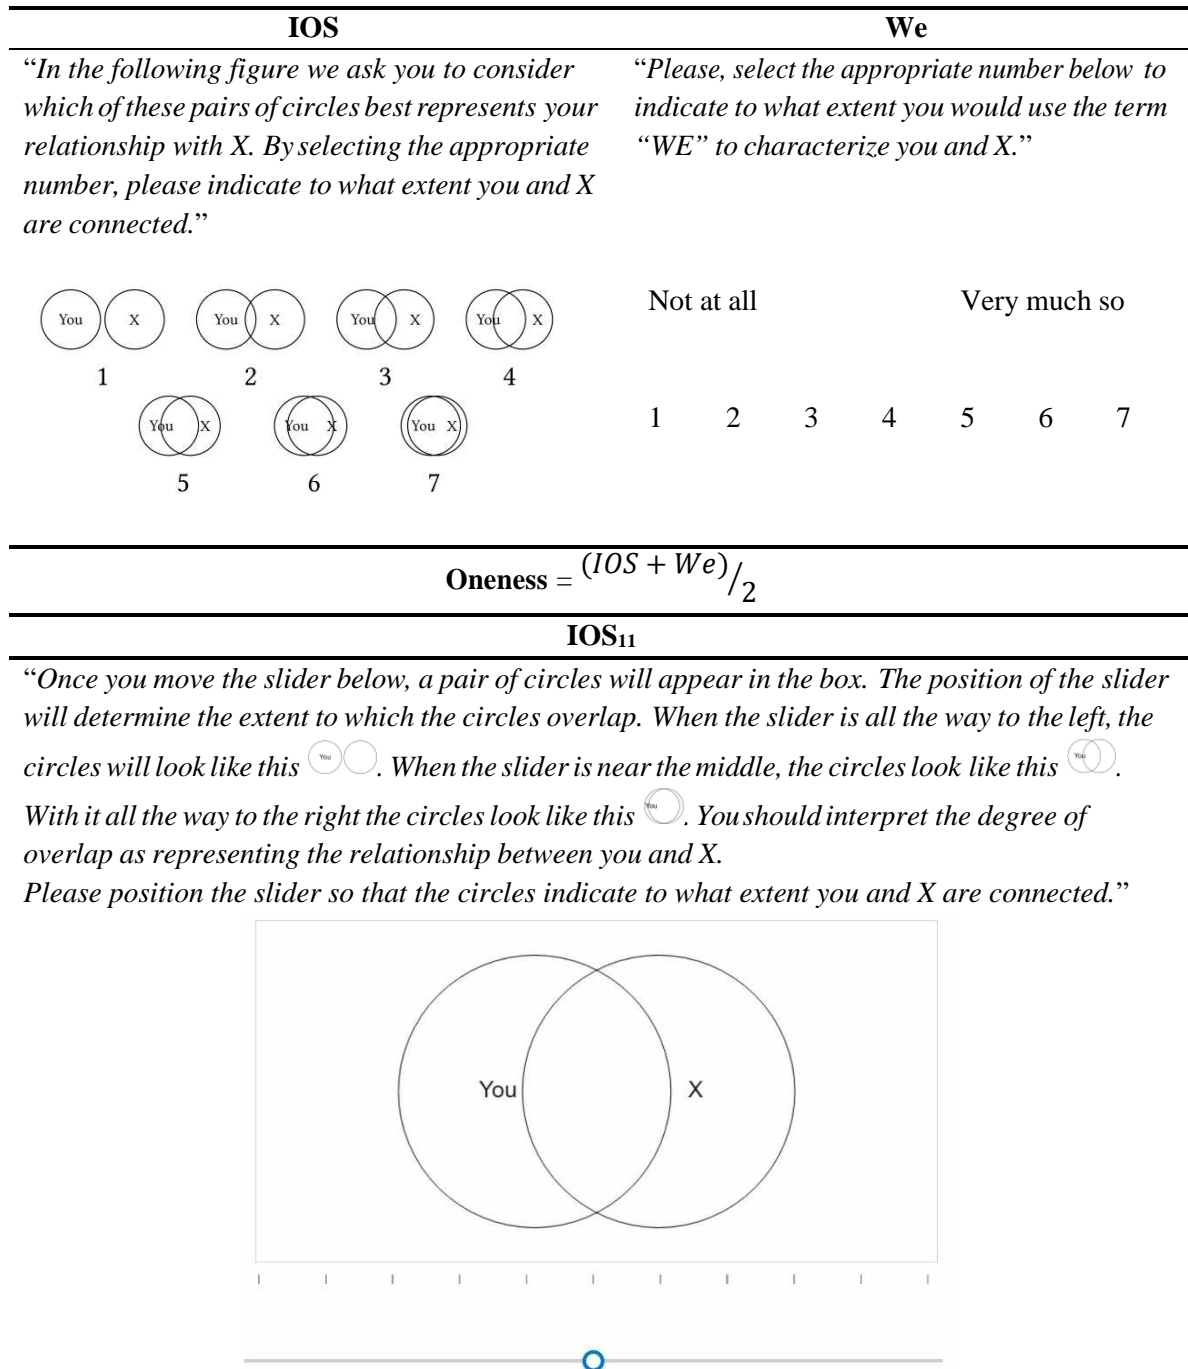 IOS We
“In the following figure we ask you to consider
which of these pairs of circles best represents your
relationship with X. By selecting the appropriate
number, please indicate to what extent you and X
are connected.”
“Please, select the appropriate number below to
indicate to what extent you would use the term
“WE” to characterize you and X.”
You X You X You X You X
1 2 3 4
You X You X You X
5 6 7
Not at all Very much so
1 2 3 4 5 6 7
Oneness = (IOS + We)/2
IOS₁₁
“Once you move the slider below, a pair of circles will appear in the box. The position of the slider
will determine the extent to which the circles overlap. When the slider is all the way to the left, the
circles will look like this You . When the slider is near the middle, the circles look like this You .
With it all the way to the right the circles look like this You . You should interpret the degree of
overlap as representing the relationship between you and X.
Please position the slider so that the circles indicate to what extent you and X are connected.”
You X